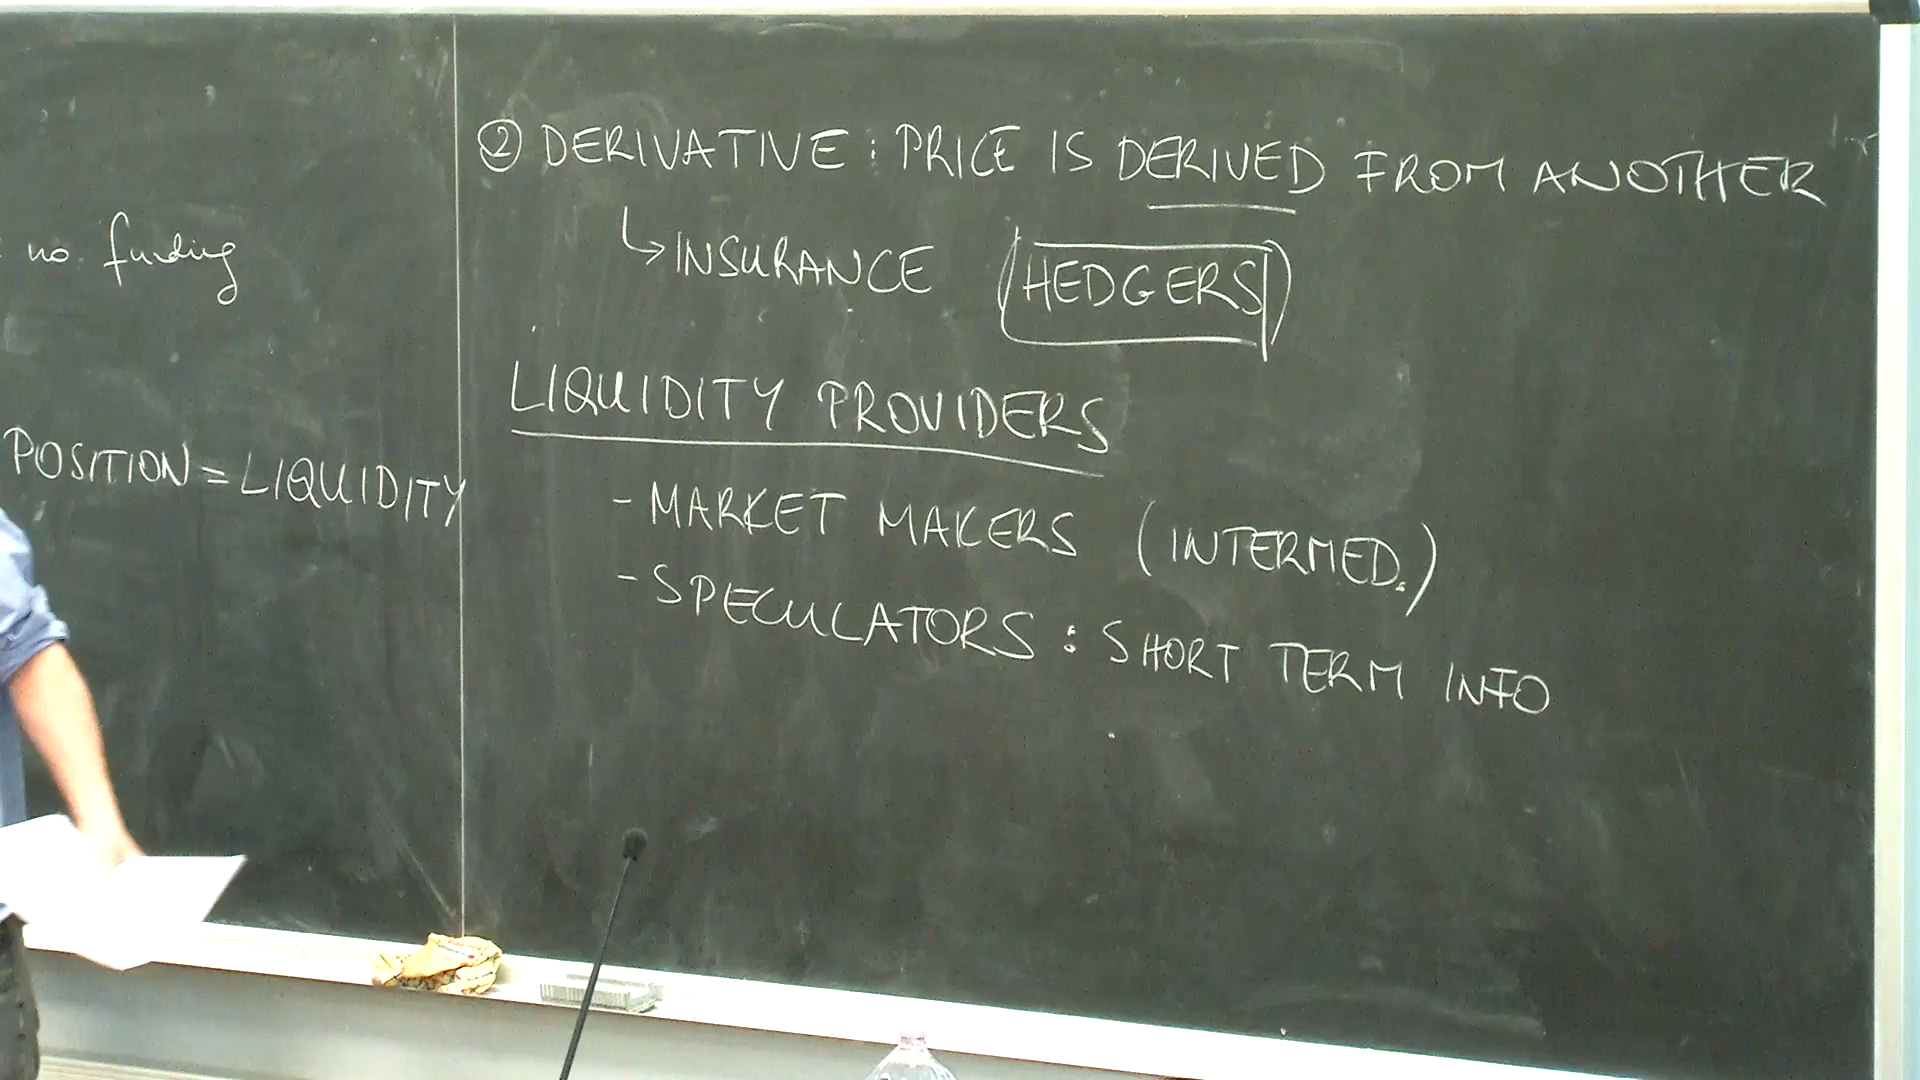 no funding
POSITION = LIQUIDITY
② DERIVATIVE : PRICE IS DERIVED FROM ANOTHER
↳ INSURANCE (HEDGERS)
LIQUIDITY PROVIDERS
- MARKET MAKERS (INTERMED.)
- SPECULATORS : SHORT TERM INFO